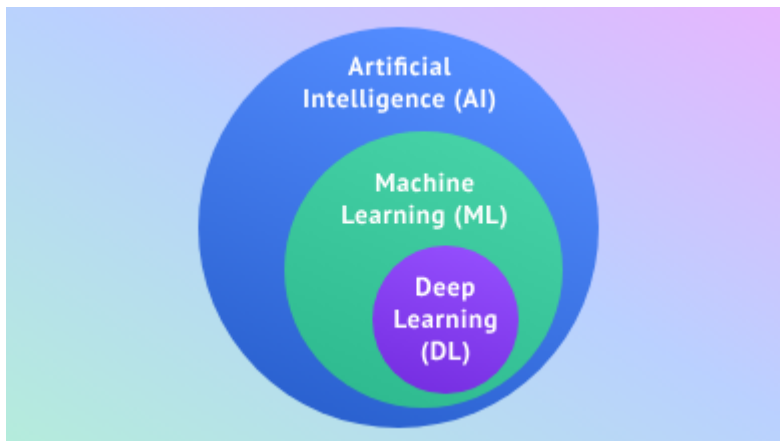 Artificial
Intelligence (AI)
Machine
Learning (ML)
Deep
Learning
(DL)